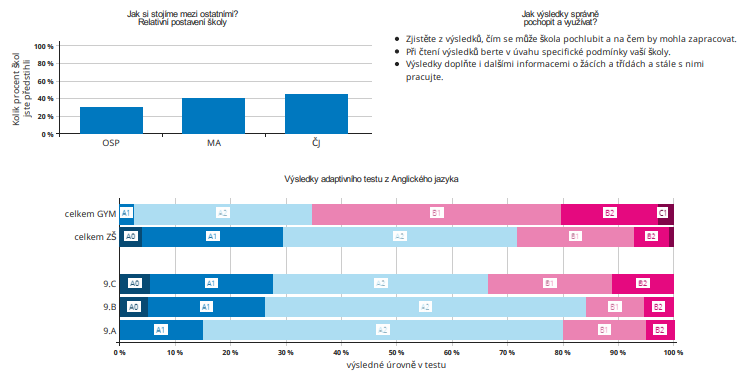 Jak si stojíme mezi ostatními?
Relativní postavení školy
Kolik procent škol
jste předstihli
100 %
80 %
60 %
40 %
20 %
0 %
OSP
MA
ČJ
Jak výsledky správně
pochopit a využívat?
• Zjistěte z výsledků, čím se může škola pochlubit a na čem by mohla zapracovat.
• Při čtení výsledků berte v úvahu specifické podmínky vaší školy.
• Výsledky doplňte i dalšími informacemi o žácích a třídách a stále s nimi
pracujte.
Výsledky adaptivního testu z Anglického jazyka
celkem GYM A1 A2 B1 B2 C1
celkem ZŠ A0 A1 A2 B1 B2
9.C A0 A1 A2 B1 B2
9.B A0 A1 A2 B1 B2
9.A A1 A2 B1 B2
0 % 10 % 20 % 30 % 40 % 50 % 60 % 70 % 80 % 90 % 100 %
výsledné úrovně v testu